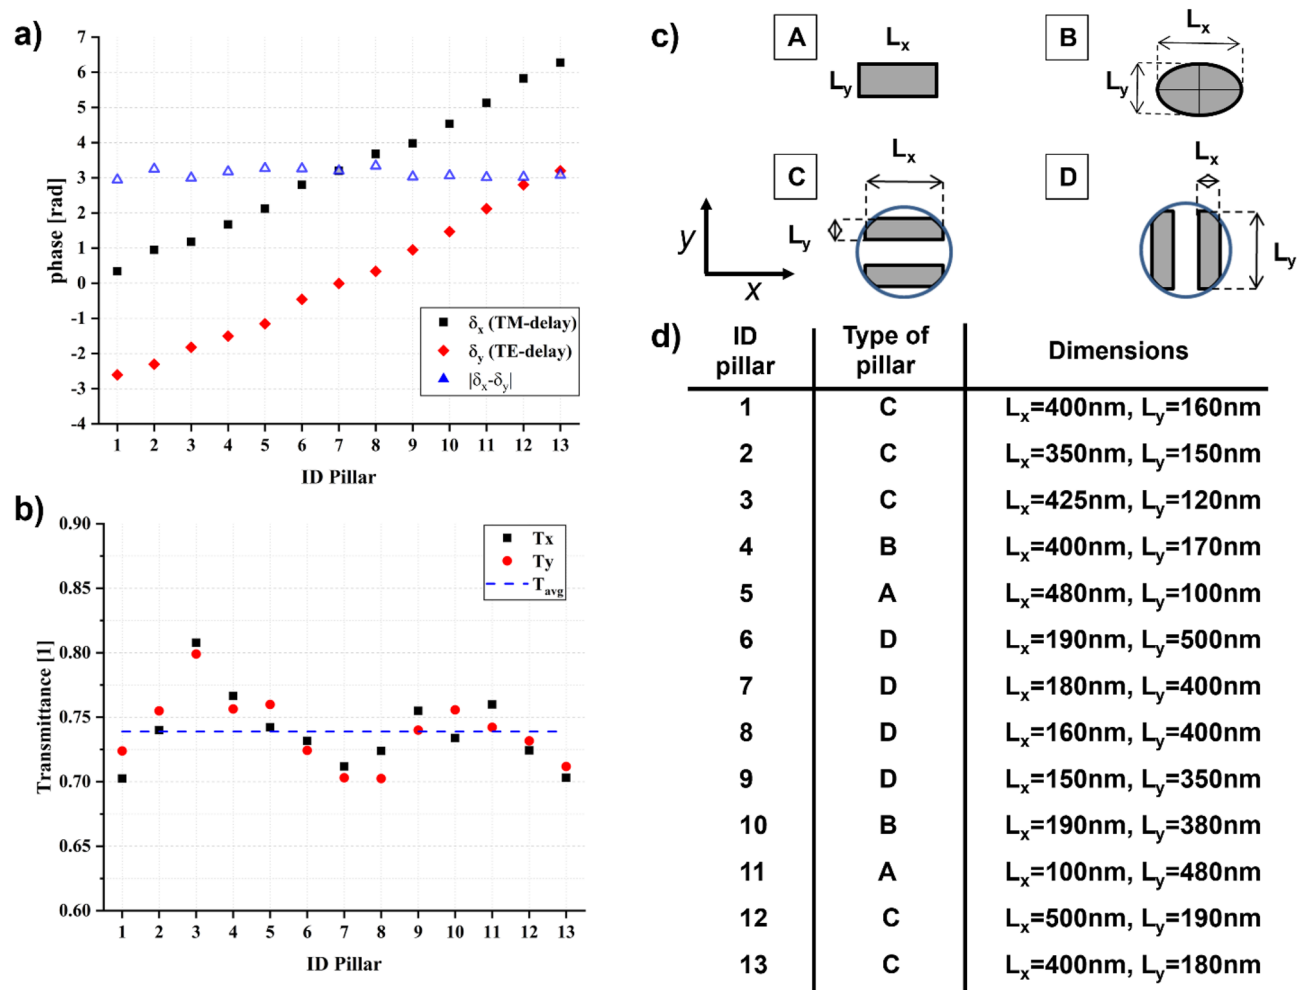 a)
7
6
5
4
3
2
1
0
-1
-2
-3
-4
phase [rad]
δx (TM-delay)
δy (TE-delay)
|δx-δy|
1 2 3 4 5 6 7 8 9 10 11 12 13
ID Pillar
b)
0.90
0.85
0.80
0.75
0.70
0.65
0.60
Transmittance [1]
Tx
Ty
Tavg
1 2 3 4 5 6 7 8 9 10 11 12 13
ID Pillar
c)
A
Lx
Ly
B
Lx
Ly
C
Lx
Ly
D
Lx
Ly
y
x
d)
ID pillar Type of pillar Dimensions
1 C Lx=400nm, Ly=160nm
2 C Lx=350nm, Ly=150nm
3 C Lx=425nm, Ly=120nm
4 B Lx=400nm, Ly=170nm
5 A Lx=480nm, Ly=100nm
6 D Lx=190nm, Ly=500nm
7 D Lx=180nm, Ly=400nm
8 D Lx=160nm, Ly=400nm
9 D Lx=150nm, Ly=350nm
10 B Lx=190nm, Ly=380nm
11 A Lx=100nm, Ly=480nm
12 C Lx=500nm, Ly=190nm
13 C Lx=400nm, Ly=180nm